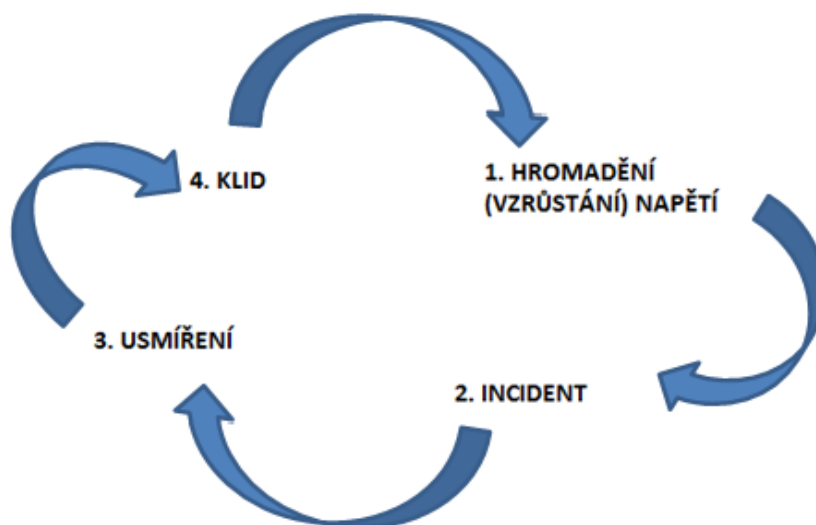 4. KLID
1. HROMADĚNÍ
(VZRŮSTÁNÍ) NAPĚTÍ
3. USMÍŘENÍ
2. INCIDENT